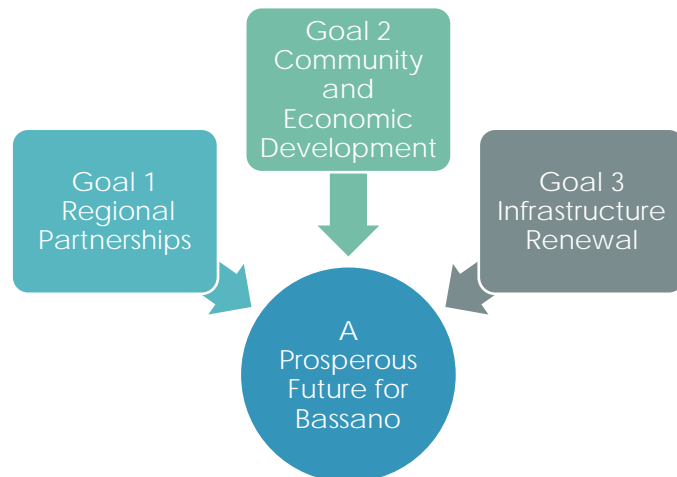 Goal 1
Regional
Partnerships
Goal 2
Community
and
Economic
Development
Goal 3
Infrastructure
Renewal
A
Prosperous
Future for
Bassano